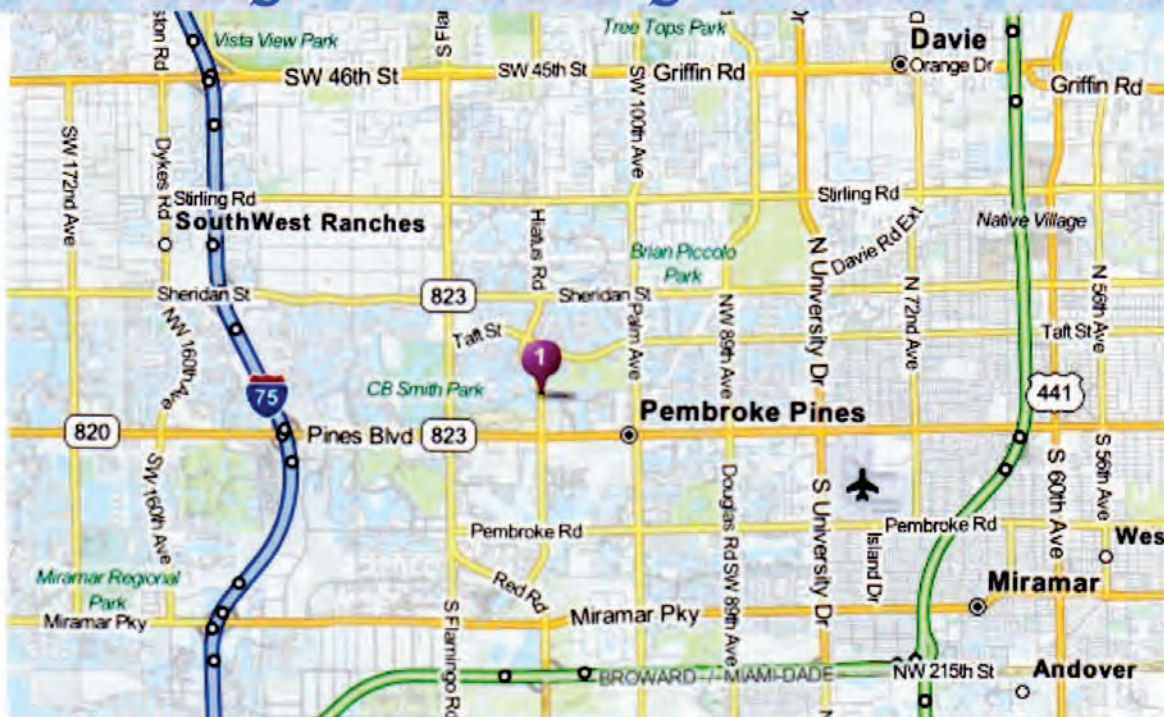 Vista View Park
Tree Tops Park
Davie
SW 46th St
SW 45th St
Griffin Rd
Orange Dr
Griffin Rd
SW 172nd Ave
Dykes Rd
SW 100th Ave
Stirling Rd
Stirling Rd
SouthWest Ranches
Hiatus Rd
Brian Piccolo
Park
N University Dr
Davie Rd Ext
Native Village
N 72nd Ave
N 56th Ave
Sheridan St
823
Sheridan St
NW 160th Ave
Taft St
Palm Ave
NW 89th Ave
Taft St
1
75
CB Smith Park
441
820
Pines Blvd
823
Pembroke Pines
SW 160th Ave
Douglas Rd
S University Dr
S 60th Ave
S 56th Ave
Pembroke Rd
Pembroke Rd
Island Dr
Wes
Miramar Regional
Park
Red Rd
SW 89th Ave
Miramar
Miramar Pky
Miramar Pky
S Flamingo Rd
BROWARD / MIAMI-DADE
NW 215th St
Andover